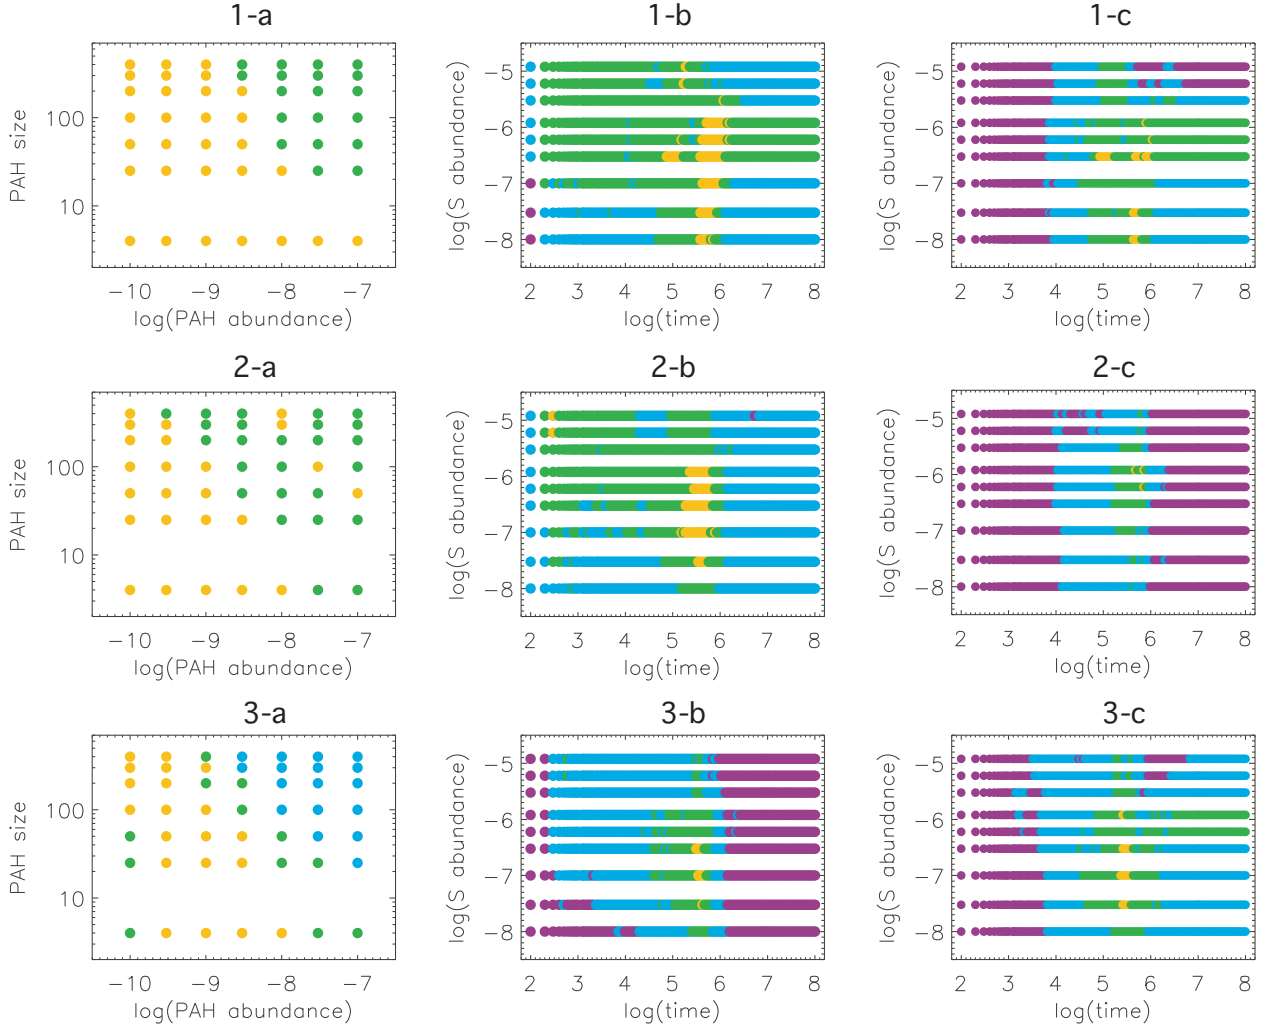 1-a
PAH size
100
10
−10 −9 −8 −7
log(PAH abundance)
1-b
log(S abundance)
−5
−6
−7
−8
2 3 4 5 6 7 8
log(time)
1-c
log(S abundance)
−5
−6
−7
−8
2 3 4 5 6 7 8
log(time)
2-a
PAH size
100
10
−10 −9 −8 −7
log(PAH abundance)
2-b
log(S abundance)
−5
−6
−7
−8
2 3 4 5 6 7 8
log(time)
2-c
log(S abundance)
−5
−6
−7
−8
2 3 4 5 6 7 8
log(time)
3-a
PAH size
100
10
−10 −9 −8 −7
log(PAH abundance)
3-b
log(S abundance)
−5
−6
−7
−8
2 3 4 5 6 7 8
log(time)
3-c
log(S abundance)
−5
−6
−7
−8
2 3 4 5 6 7 8
log(time)